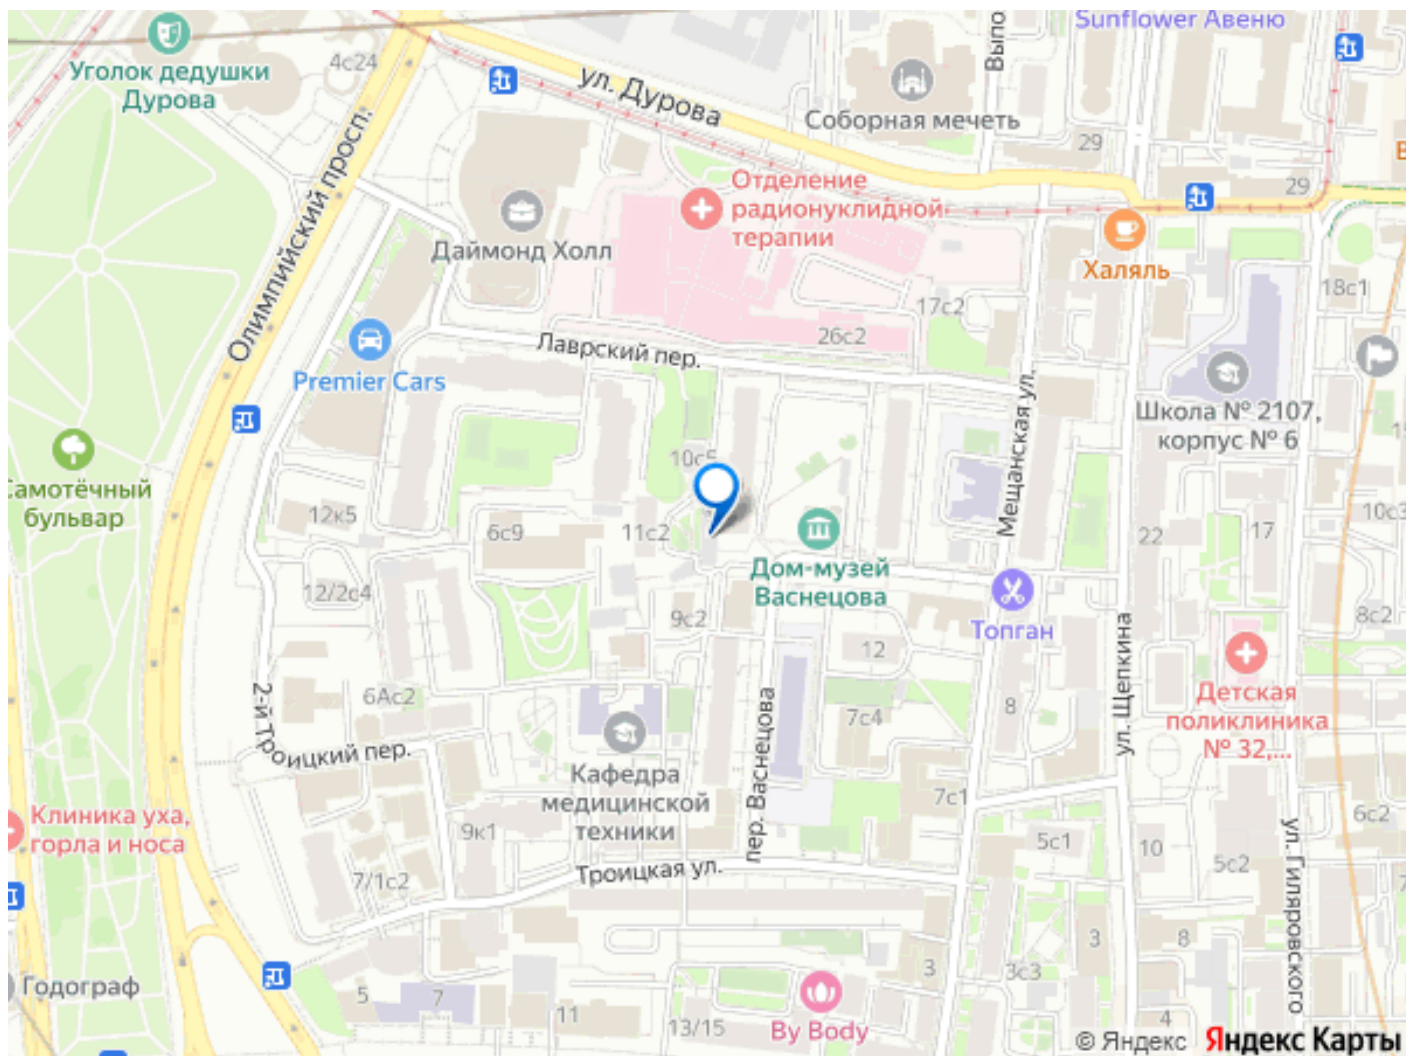 Sunflower Авеню
Уголок дедушки
Дурова
4с24
ул. Дурова
Выпо
Соборная мечеть
29
29
Олимпийский просп.
Даймонд Холл
Отделение
радионуклидной
терапии
Халяль
18с1
17с2
26с2
Лаврский пер.
Premier Cars
Мещанская ул.
Школа № 2107,
корпус № 6
Самотёчный
бульвар
10с5
12к5
6с9
11с2
22
17
10с3
Дом-музей
Васнецова
12/2с4
9с2
Топган
8с2
12
ул. Щепкина
Детская
поликлиника
№ 32,...
2-й Троицкий пер.
6Ас2
7с4
8
пер. Васнецова
Кафедра
медицинской
техники
7с1
Клиника уха,
горла и носа
9к1
5с1
10
5с2
6с2
ул. Гиляровского
7/1с2
Троицкая ул.
3
8
3
3с3
Годограф
5
7
11
13/15
By Body
4
© Яндекс Яндекс Карты